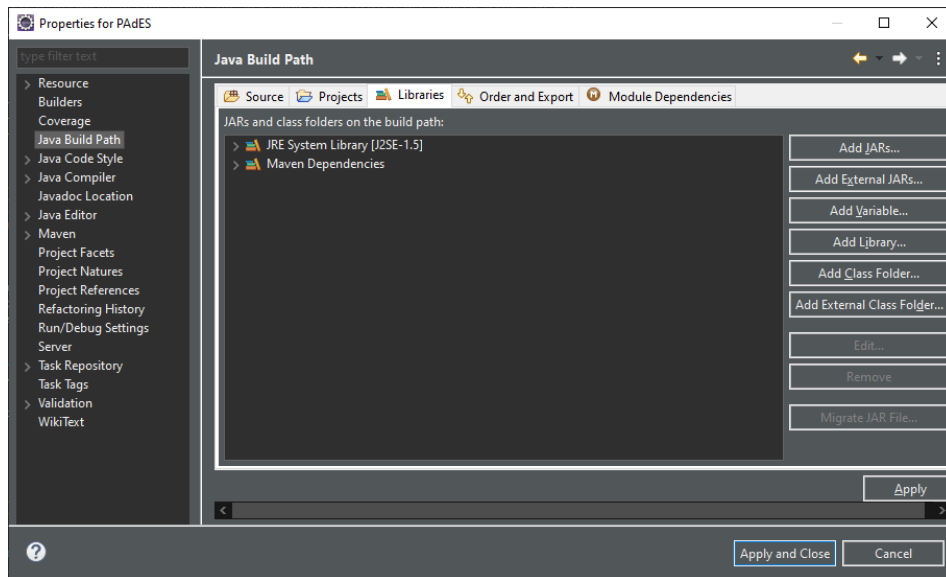 Properties for PAdES
type filter text
Resource
Builders
Coverage
Java Build Path
Java Code Style
Java Compiler
Javadoc Location
Java Editor
Maven
Project Facets
Project Natures
Project References
Refactoring History
Run/Debug Settings
Server
Task Repository
Task Tags
Validation
WikiText
Java Build Path
Source Projects Libraries Order and Export Module Dependencies
JARs and class folders on the build path:
JRE System Library [J2SE-1.5]
Maven Dependencies
Add JARs...
Add External JARs...
Add Variable...
Add Library...
Add Class Folder...
Add External Class Folder...
Edit...
Remove
Migrate JAR File...
Apply
Apply and Close Cancel